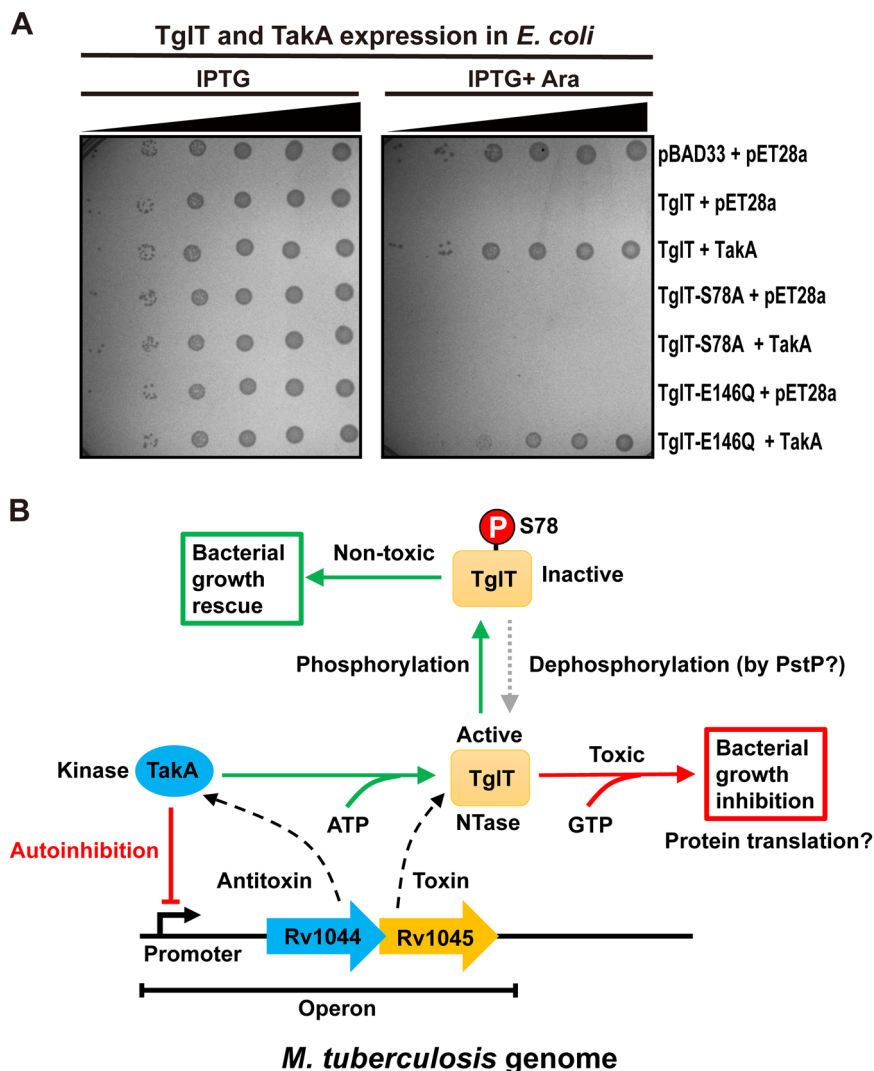 A
TglT and TakA expression in E. coli
IPTG
IPTG+ Ara
pBAD33 + pET28a
TglT + pET28a
TglT + TakA
TglT-S78A + pET28a
TglT-S78A + TakA
TglT-E146Q + pET28a
TglT-E146Q + TakA
B
P
S78
Bacterial
growth
rescue
Non-toxic
TglT
Inactive
Phosphorylation
Dephosphorylation (by PstP?)
Active
Kinase
TakA
TglT
Toxic
Bacterial
growth
inhibition
ATP
NTase
GTP
Protein translation?
Autoinhibition
Antitoxin
Toxin
Promoter
Rv1044
Rv1045
Operon
M. tuberculosis genome